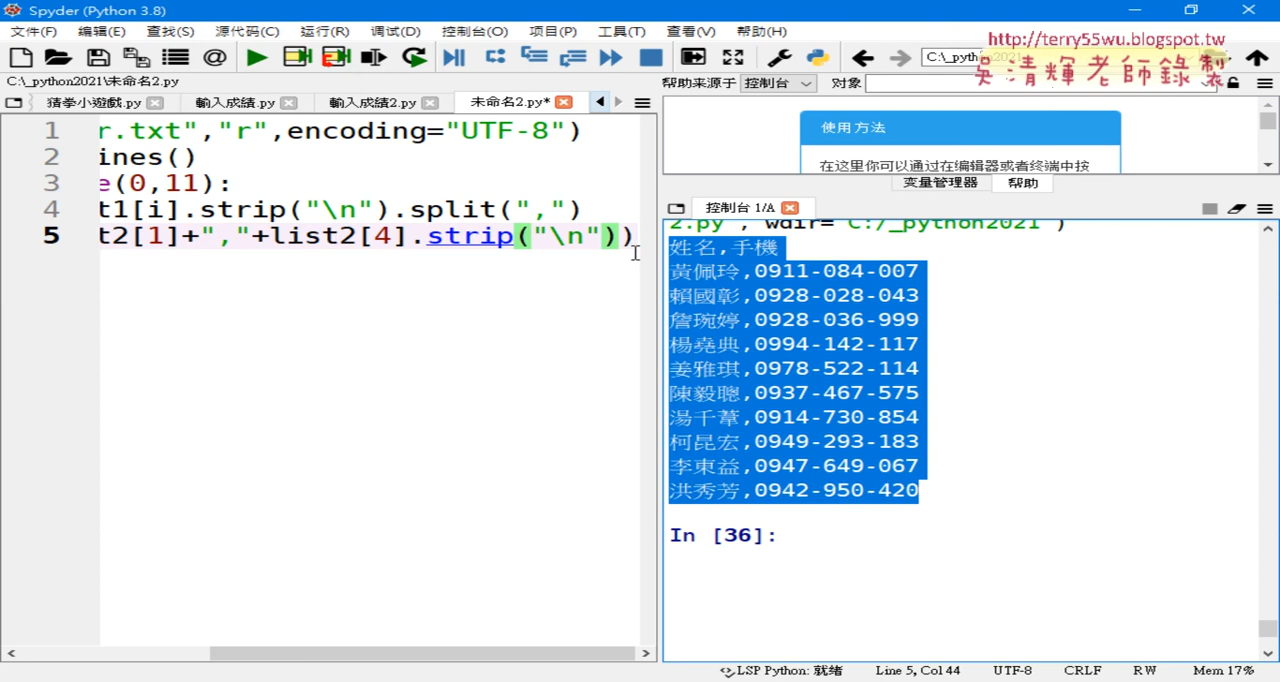 Spyder (Python 3.8)
文件(F) 编辑(E) 查找(S) 源代码(C) 运行(R) 调试(D) 控制台(O) 项目(P) 工具(T) 查看(V) 帮助(H)
http://terry55wu.blogspot.tw
吳清輝老師錄製
C:\_python2021\未命名2.py
帮助来源于 控制台 对象
猜拳小遊戲.py 輸入成績.py 輸入成績2.py 未命名2.py*
1 r.txt","r",encoding="UTF-8")
2 ines()
3 e(0,11):
4 t1[i].strip("\n").split(",")
5 t2[1]+","+list2[4].strip("\n"))
使用方法
在这里你可以通过在编辑器或者终端中按
变量管理器 帮助
控制台 1/A
2.py', wdir='C:/_python2021')
姓名,手機
黃佩玲,0911-084-007
賴國彰,0928-028-043
詹琬婷,0928-036-999
楊堯典,0994-142-117
姜雅琪,0978-522-114
陳毅聰,0937-467-575
湯千葦,0914-730-854
柯昆宏,0949-293-183
李東益,0947-649-067
洪秀芳,0942-950-420
In [36]:
LSP Python: 就绪 Line 5, Col 44 UTF-8 CRLF RW Mem 17%